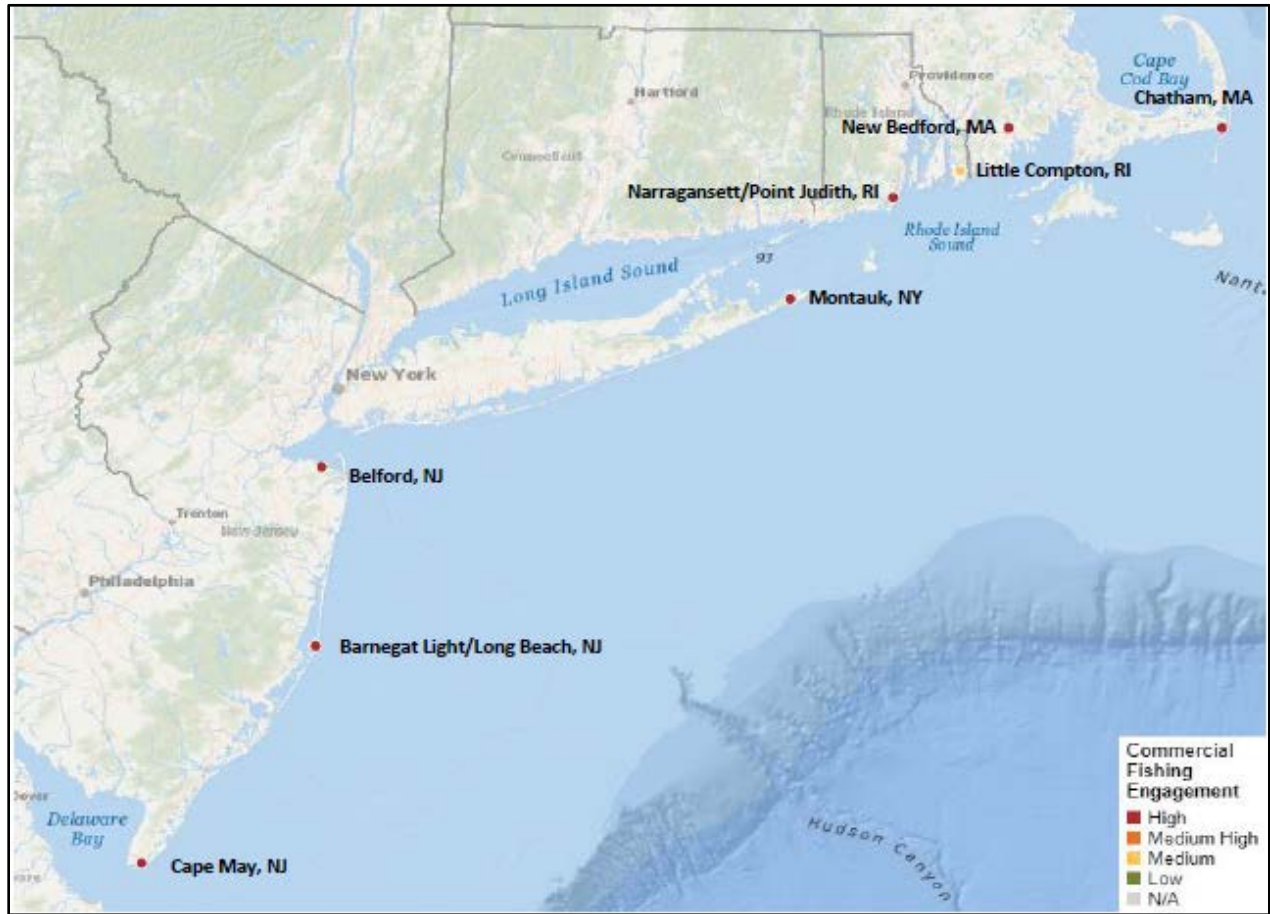 Cape
Cod Bay
Providence
Hartford
Chatham, MA
Rhode Island
New Bedford, MA
Connecticut
Little Compton, RI
Narragansett/Point Judith, RI
Rhode Island
Sound
93
Long Island Sound
Nant
Montauk, NY
New York
Belford, NJ
Trenton
New Jersey
Philadelphia
Barnegat Light/Long Beach, NJ
Commercial
Fishing
Engagement
High
Medium High
Medium
Low
N/A
Dover
Delaware
Bay
Hudson Canyon
Cape May, NJ